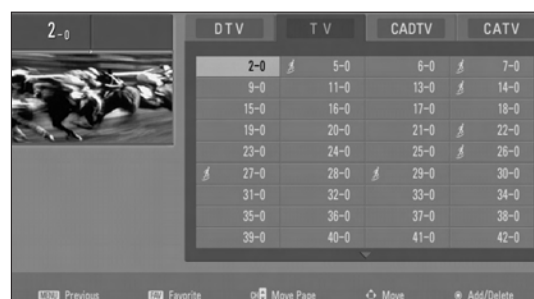 2-0 DTV TV CADTV CATV
2-0 5-0 6-0 7-0
9-0 11-0 13-0 14-0
15-0 16-0 17-0 18-0
19-0 20-0 21-0 22-0
23-0 24-0 25-0 26-0
27-0 28-0 29-0 30-0
31-0 32-0 33-0 34-0
35-0 36-0 37-0 38-0
39-0 40-0 41-0 42-0
MENU Previous FAV Favorite CH Move Page Move Add/Delete